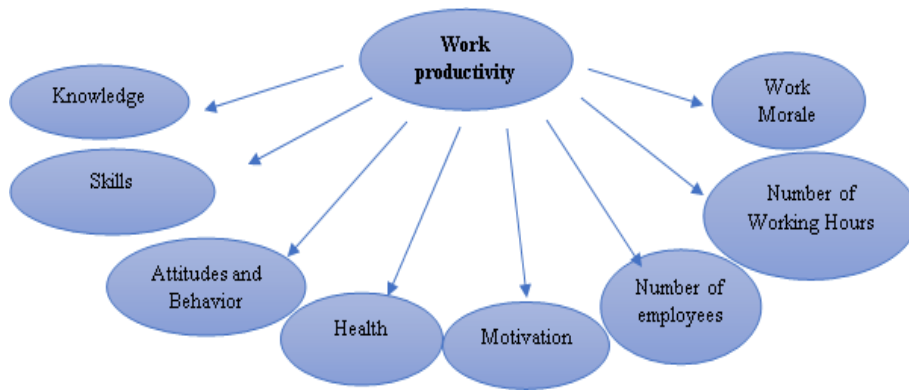 Work
productivity
Knowledge
Work
Morale
Skills
Number of
Working Hours
Attitudes and
Behavior
Number of
employees
Health
Motivation